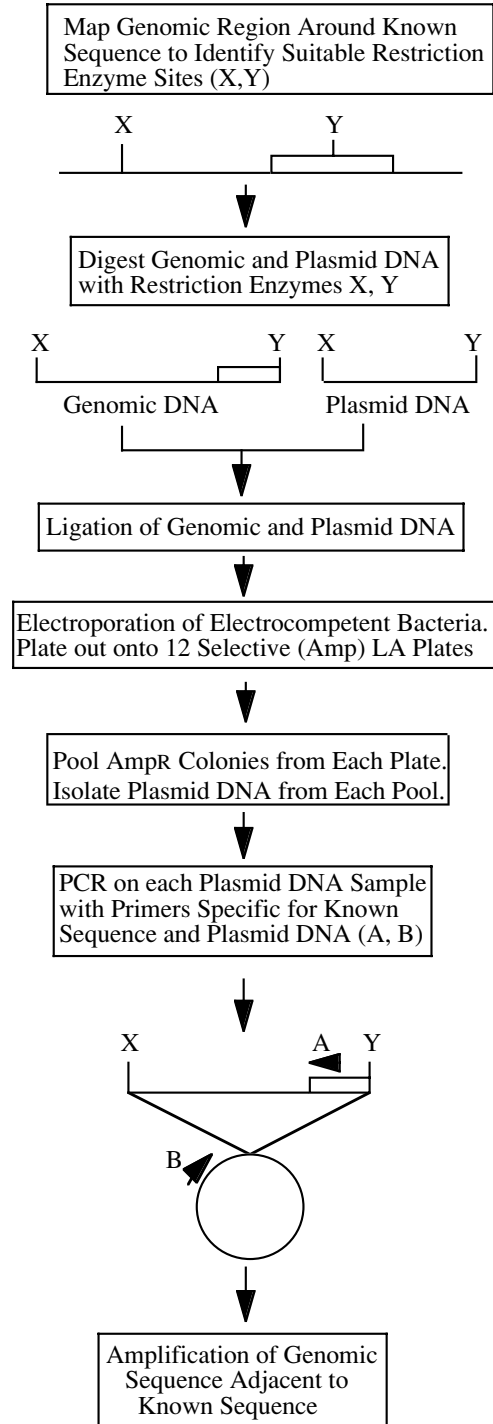 Map Genomic Region Around Known
Sequence to Identify Suitable Restriction
Enzyme Sites (X,Y)
X
Y
Digest Genomic and Plasmid DNA
with Restriction Enzymes X, Y
X
Y
X
Y
Genomic DNA
Plasmid DNA
Ligation of Genomic and Plasmid DNA
Electroporation of Electrocompetent Bacteria.
Plate out onto 12 Selective (Amp) LA Plates
Pool AmpR Colonies from Each Plate.
Isolate Plasmid DNA from Each Pool.
PCR on each Plasmid DNA Sample
with Primers Specific for Known
Sequence and Plasmid DNA (A, B)
X
A
Y
B
Amplification of Genomic
Sequence Adjacent to
Known Sequence